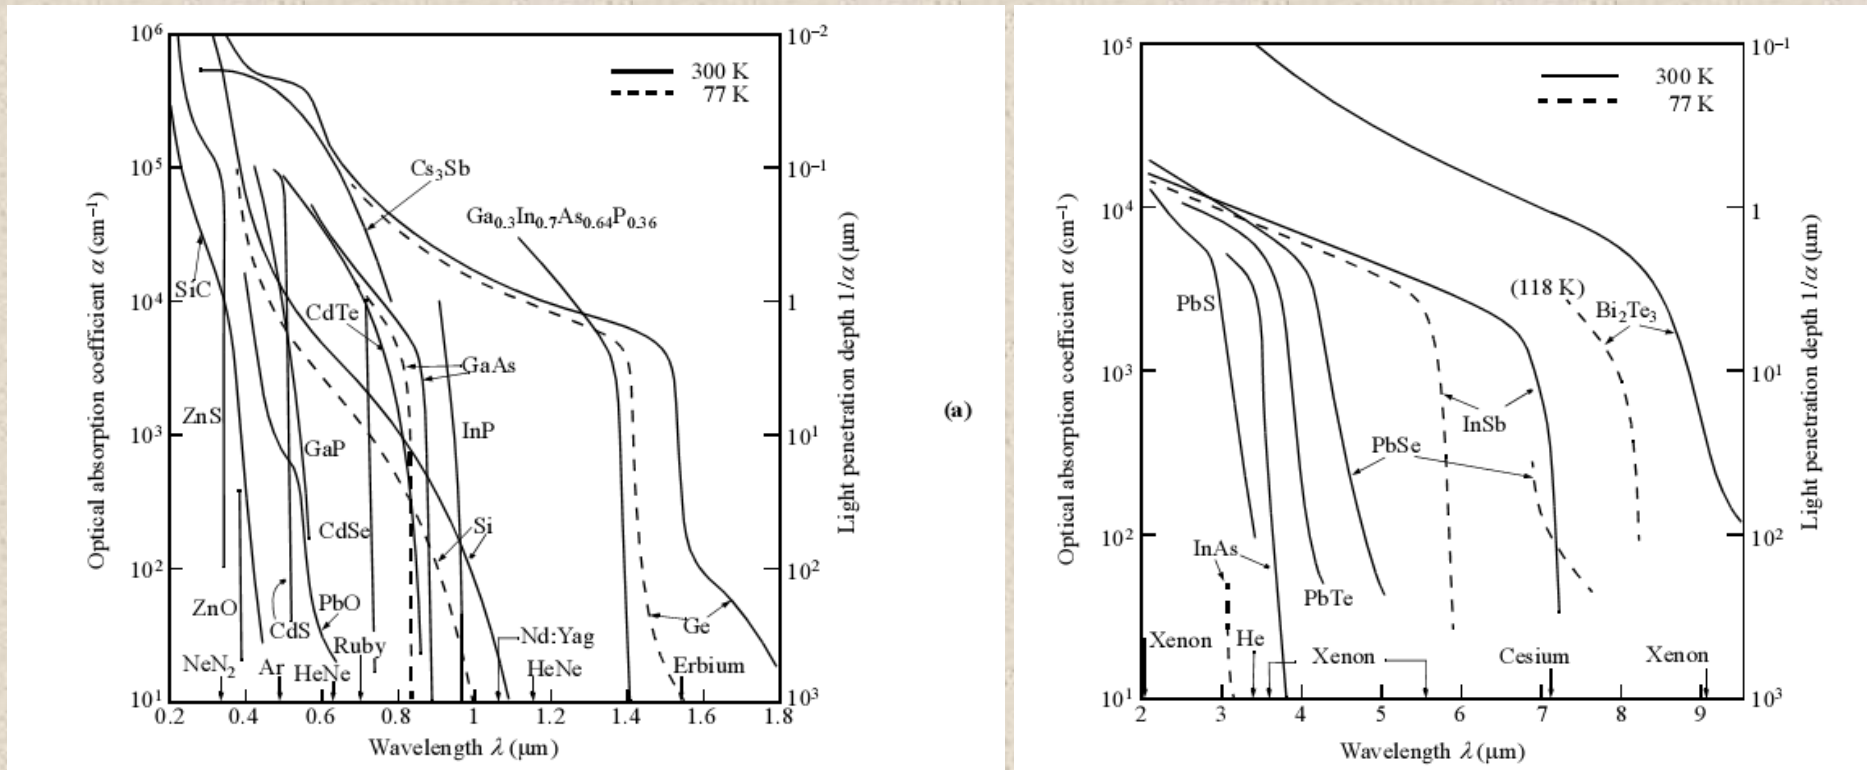 10⁶
10⁵
10⁴
10³
10²
10¹
Optical absorption coefficient α (cm⁻¹)
300 K
77 K
Cs₃Sb
Ga₀.₃In₀.₇As₀.₆₄P₀.₃₆
SiC
CdTe
GaAs
ZnS
InP
GaP
CdSe
Si
ZnO
PbO
CdS
Ge
Ruby
Nd:Yag
NeN₂
Ar
HeNe
HeNe
Erbium
10⁻²
10⁻¹
1
10¹
10²
10³
Light penetration depth 1/α (μm)
0.2 0.4 0.6 0.8 1 1.2 1.4 1.6 1.8
Wavelength λ (μm)
(a)
10⁵
10⁴
10³
10²
10¹
Optical absorption coefficient α (cm⁻¹)
300 K
77 K
(118 K)
PbS
Bi₂Te₃
InSb
PbSe
InAs
PbTe
Xenon
He
Xenon
Cesium
Xenon
10⁻¹
1
10¹
10²
10³
Light penetration depth 1/α (μm)
2 3 4 5 6 7 8 9
Wavelength λ (μm)